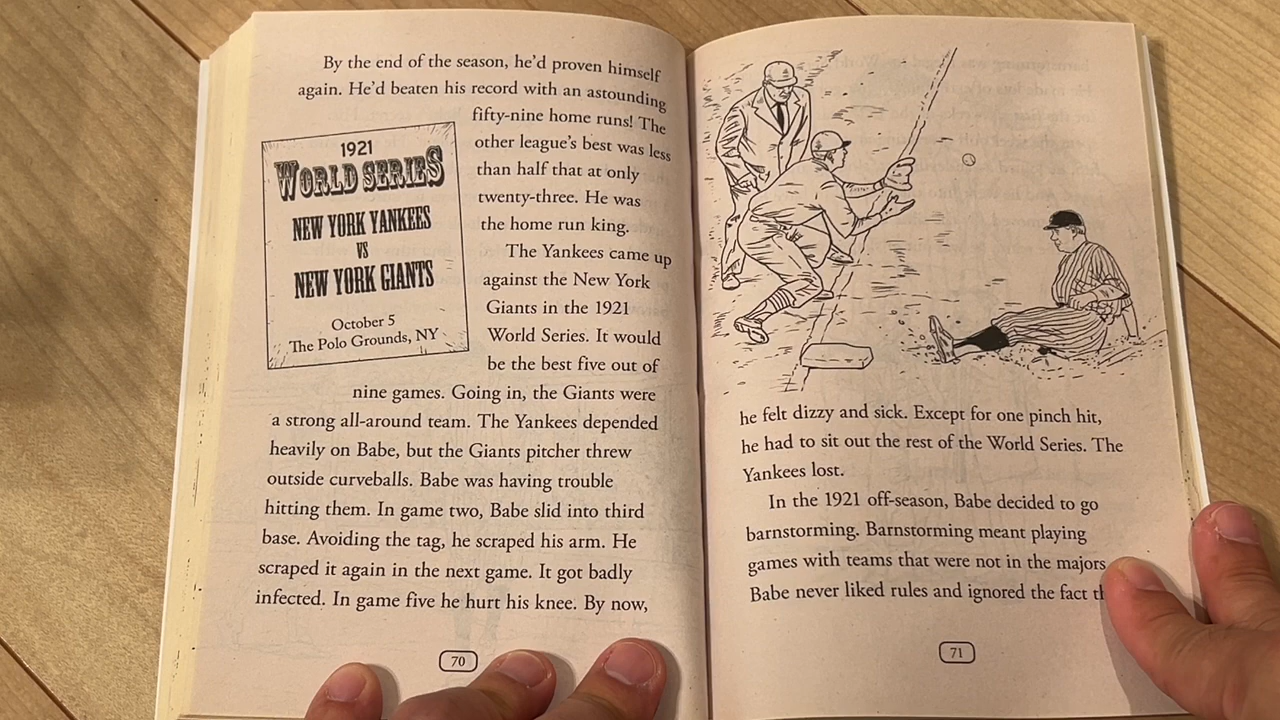 By the end of the season, he'd proven himself
again. He'd beaten his record with an astounding
fifty-nine home runs! The
other league's best was less
than half that at only
twenty-three. He was
the home run king.
1921
WORLD SERIES
NEW YORK YANKEES
VS
NEW YORK GIANTS
October 5
The Polo Grounds, NY
The Yankees came up
against the New York
Giants in the 1921
World Series. It would
be the best five out of
nine games. Going in, the Giants were
a strong all-around team. The Yankees depended
heavily on Babe, but the Giants pitcher threw
outside curveballs. Babe was having trouble
hitting them. In game two, Babe slid into third
base. Avoiding the tag, he scraped his arm. He
scraped it again in the next game. It got badly
infected. In game five he hurt his knee. By now,
70
he felt dizzy and sick. Except for one pinch hit,
he had to sit out the rest of the World Series. The
Yankees lost.
In the 1921 off-season, Babe decided to go
barnstorming. Barnstorming meant playing
games with teams that were not in the majors
Babe never liked rules and ignored the fact
71